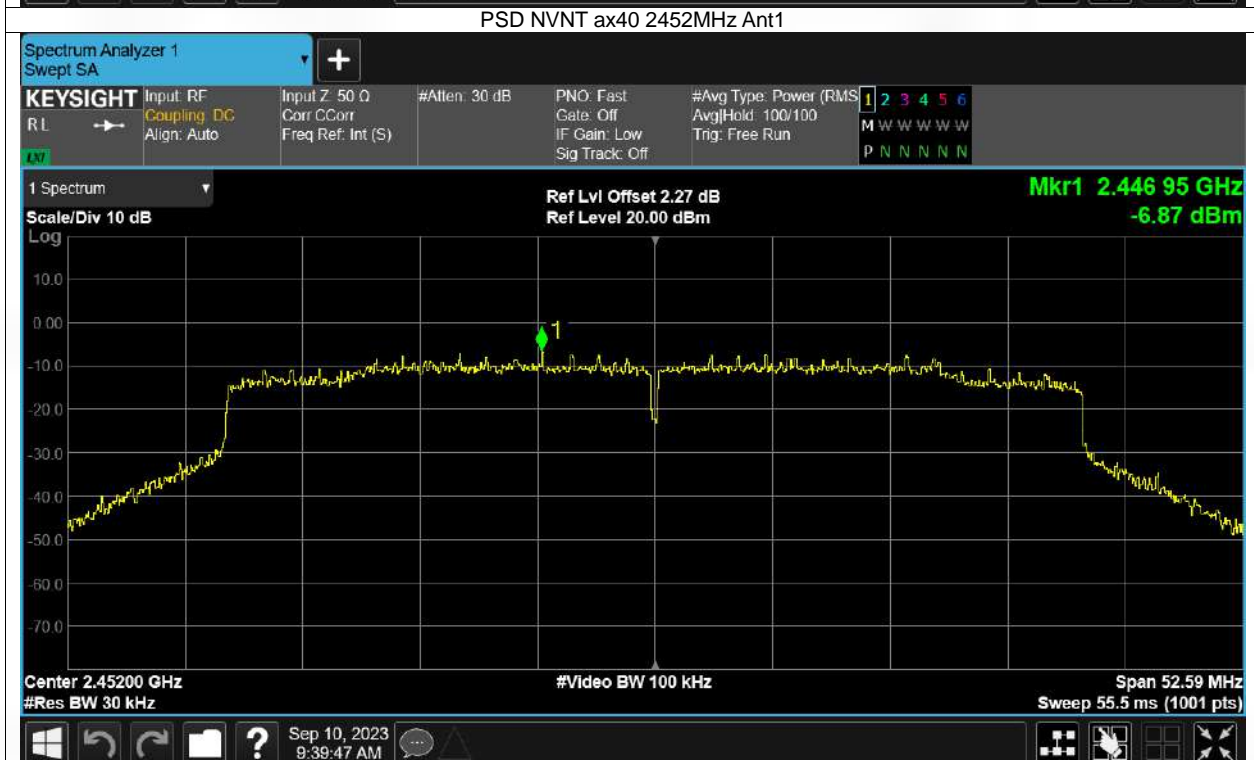 PSD NVNT ax40 2452MHz Ant1
Spectrum Analyzer 1
Swept SA
KEYSIGHT
RL
LXI
Input: RF
Coupling: DC
Align: Auto
Input Z: 50 Ω
Corr CCorr
Freq Ref: Int (S)
#Atten: 30 dB
PNO: Fast
Gate: Off
IF Gain: Low
Sig Track: Off
#Avg Type: Power (RMS
Avg|Hold: 100/100
Trig: Free Run
1 2 3 4 5 6
M W W W W W
P N N N N N
1 Spectrum
Scale/Div 10 dB
Log
Ref Lvl Offset 2.27 dB
Ref Level 20.00 dBm
Mkr1 2.446 95 GHz
-6.87 dBm
1
10.0
0.00
-10.0
-20.0
-30.0
-40.0
-50.0
-60.0
-70.0
Center 2.45200 GHz
#Res BW 30 kHz
#Video BW 100 kHz
Span 52.59 MHz
Sweep 55.5 ms (1001 pts)
?
Sep 10, 2023
9:39:47 AM